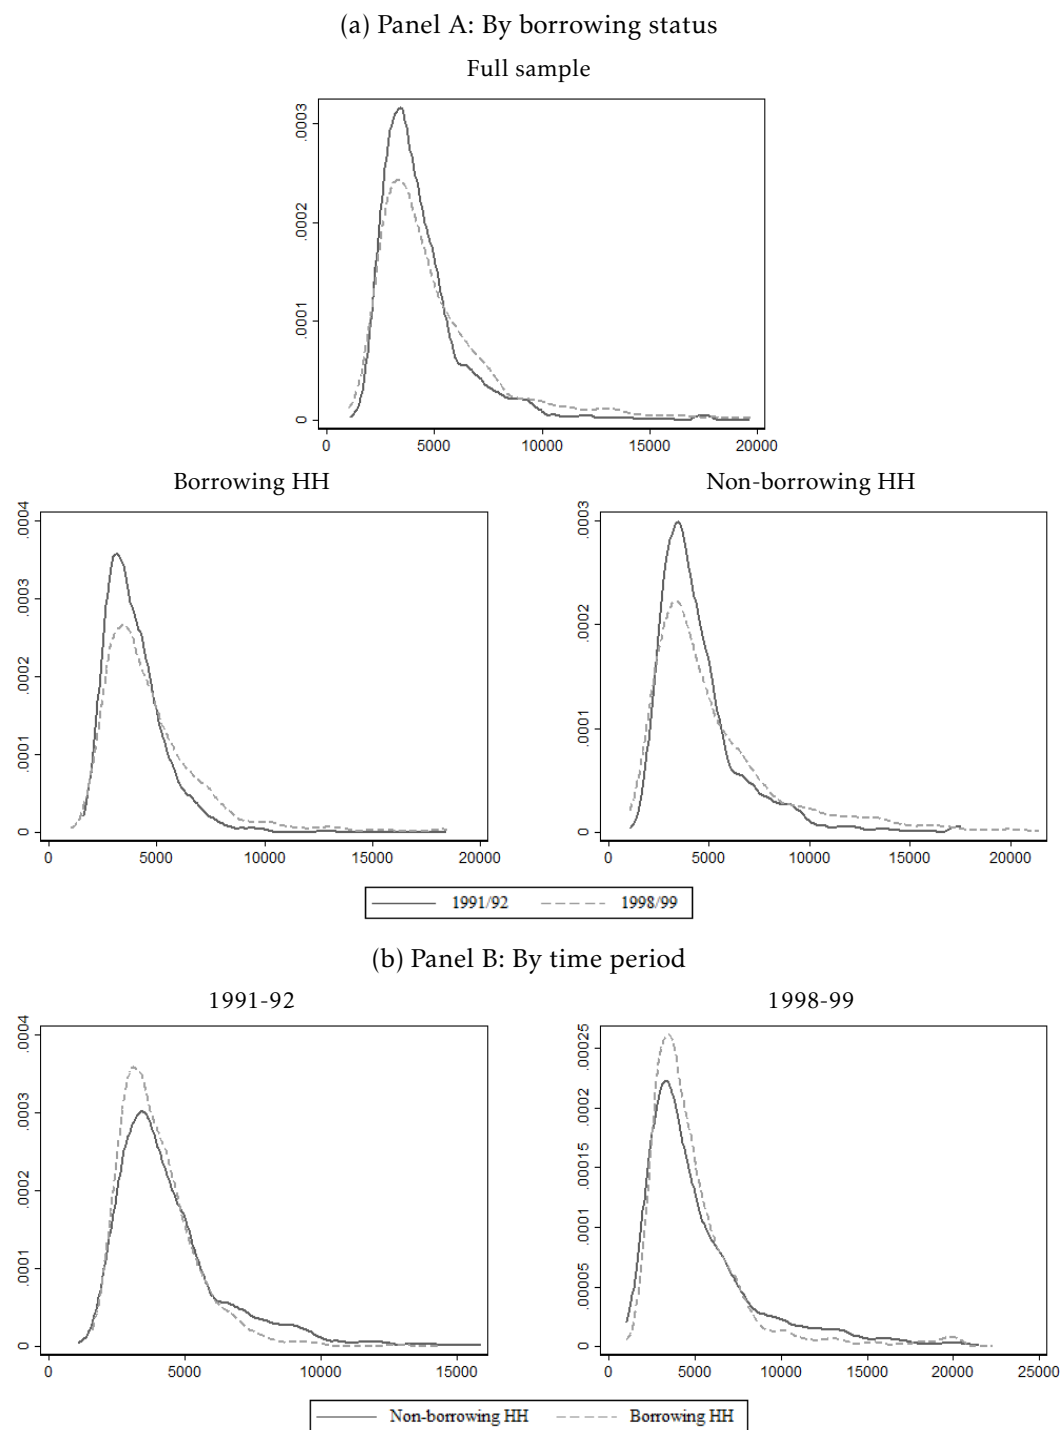 (a) Panel A: By borrowing status
Full sample
.0003
.0002
.0001
0
0 5000 10000 15000 20000
Borrowing HH
.0004
.0003
.0002
.0001
0
0 5000 10000 15000 20000
Non-borrowing HH
.0003
.0002
.0001
0
0 5000 10000 15000 20000
1991/92 1998/99
(b) Panel B: By time period
1991-92
.0004
.0003
.0002
.0001
0
0 5000 10000 15000
1998-99
.00025
.0002
.00015
.0001
.00005
0
0 5000 10000 15000 20000 25000
Non-borrowing HH Borrowing HH